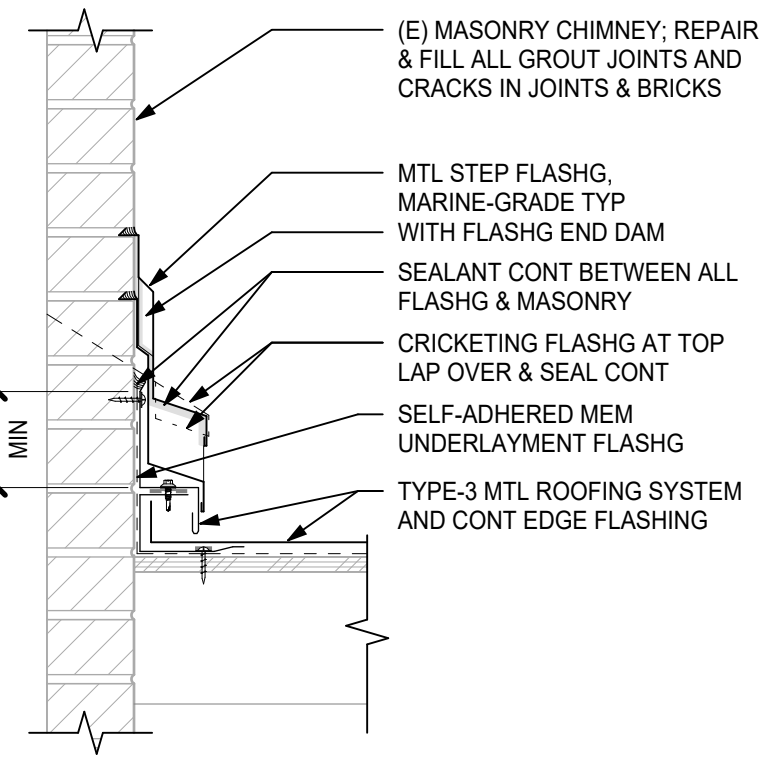 (E) MASONRY CHIMNEY; REPAIR
& FILL ALL GROUT JOINTS AND
CRACKS IN JOINTS & BRICKS
MTL STEP FLASHG,
MARINE-GRADE TYP
WITH FLASHG END DAM
SEALANT CONT BETWEEN ALL
FLASHG & MASONRY
CRICKETING FLASHG AT TOP
LAP OVER & SEAL CONT
SELF-ADHERED MEM
UNDERLAYMENT FLASHG
TYPE-3 MTL ROOFING SYSTEM
AND CONT EDGE FLASHING
MIN